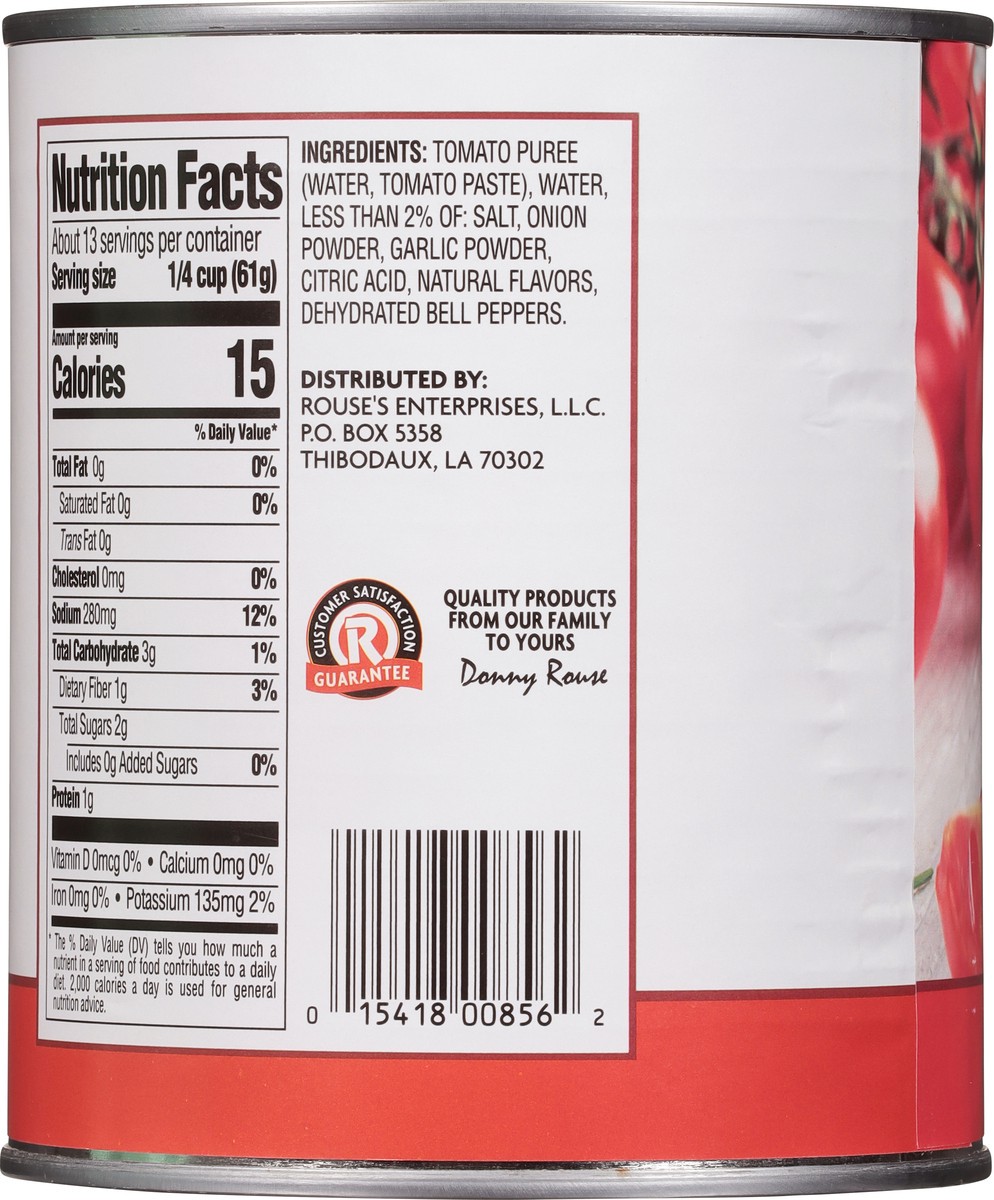 Nutrition Facts
About 13 servings per container
Serving size 1/4 cup (61g)
Amount per serving
Calories 15
% Daily Value*
Total Fat 0g 0%
Saturated Fat 0g 0%
Trans Fat 0g
Cholesterol 0mg 0%
Sodium 280mg 12%
Total Carbohydrate 3g 1%
Dietary Fiber 1g 3%
Total Sugars 2g
Includes 0g Added Sugars 0%
Protein 1g
Vitamin D 0mcg 0% • Calcium 0mg 0%
Iron 0mg 0% • Potassium 135mg 2%
* The % Daily Value (DV) tells you how much a
nutrient in a serving of food contributes to a daily
diet. 2,000 calories a day is used for general
nutrition advice.
INGREDIENTS: TOMATO PUREE
(WATER, TOMATO PASTE), WATER,
LESS THAN 2% OF: SALT, ONION
POWDER, GARLIC POWDER,
CITRIC ACID, NATURAL FLAVORS,
DEHYDRATED BELL PEPPERS.
DISTRIBUTED BY:
ROUSE'S ENTERPRISES, L.L.C.
P.O. BOX 5358
THIBODAUX, LA 70302
CUSTOMER SATISFACTION
R
GUARANTEE
QUALITY PRODUCTS
FROM OUR FAMILY
TO YOURS
Donny Rouse
0 15418 00856 2